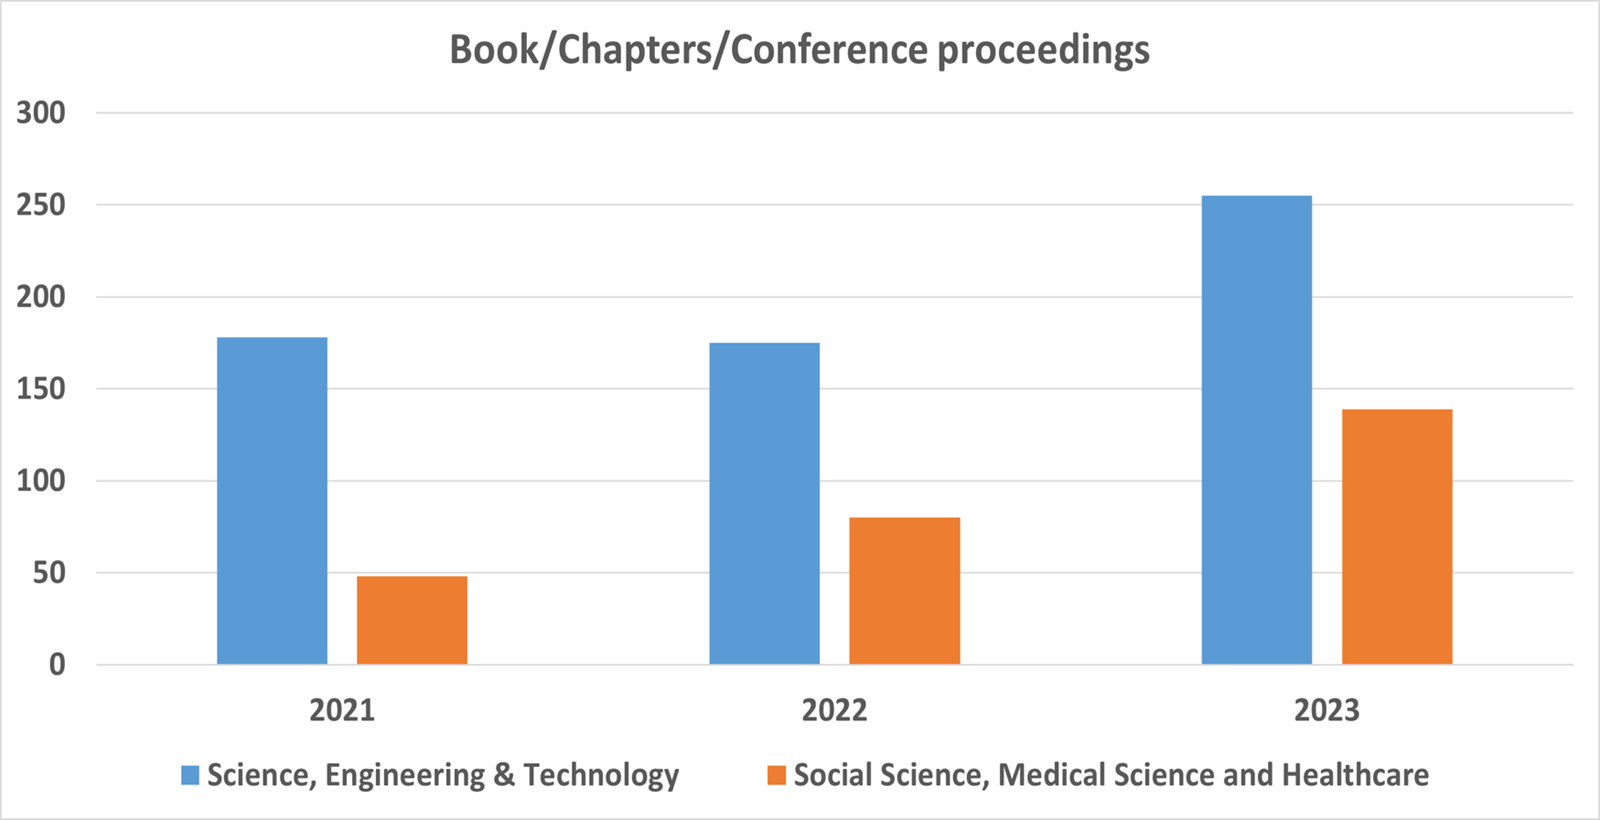 Book/Chapters/Conference proceedings
300
250
200
150
100
50
0
2021 2022 2023
Science, Engineering & Technology Social Science, Medical Science and Healthcare